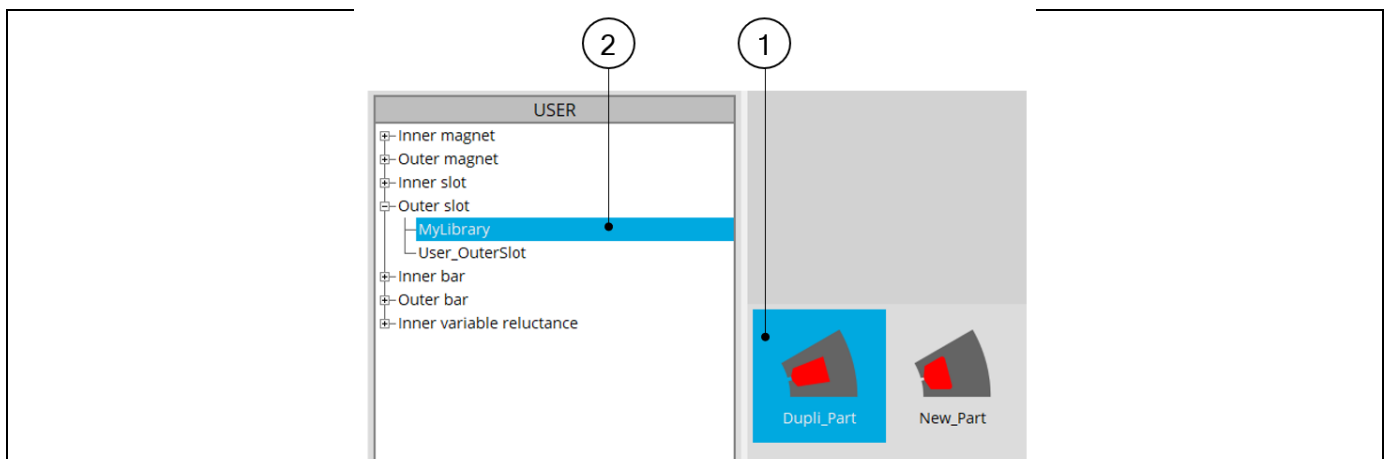 2 1
USER
Inner magnet
Outer magnet
Inner slot
Outer slot
MyLibrary
User_OuterSlot
Inner bar
Outer bar
Inner variable reluctance
Dupli_Part New_Part